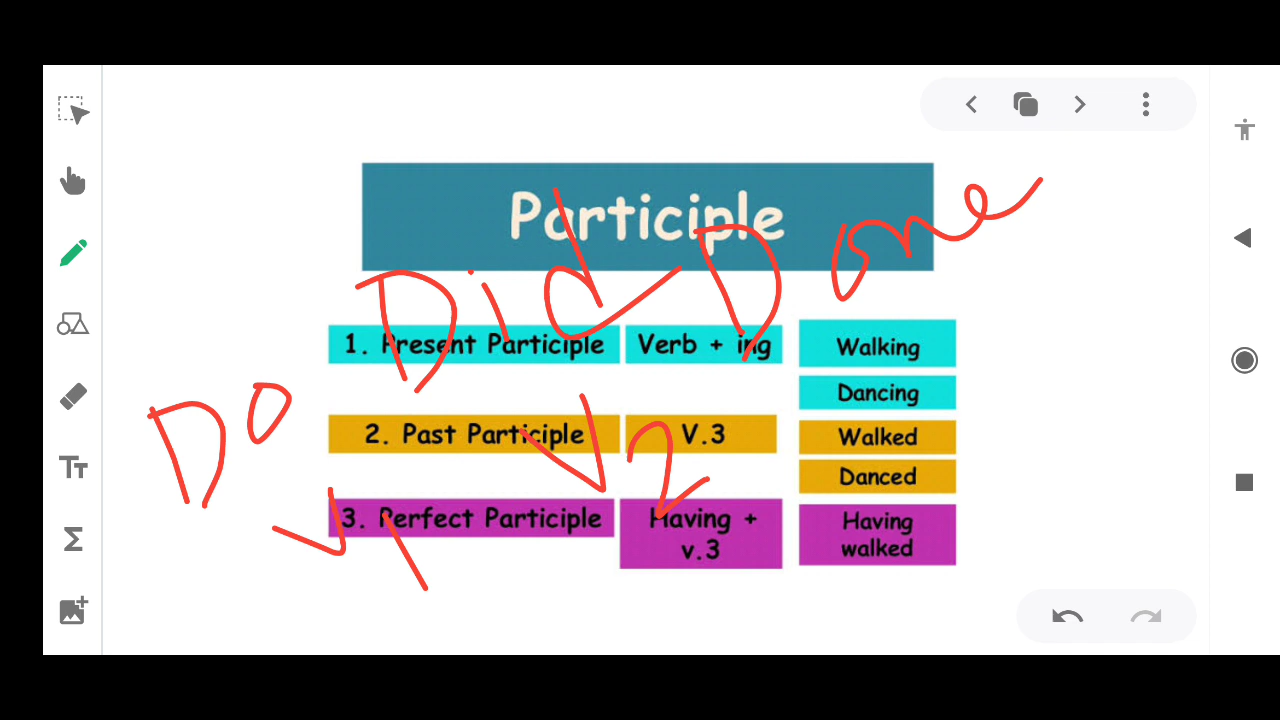 Participle
Do Did Done
1. Present Participle Verb + ing Walking
Dancing
2. Past Participle V.3 Walked
Danced
V1 V2
3. Perfect Participle Having + v.3 Having walked
Tт
Σ